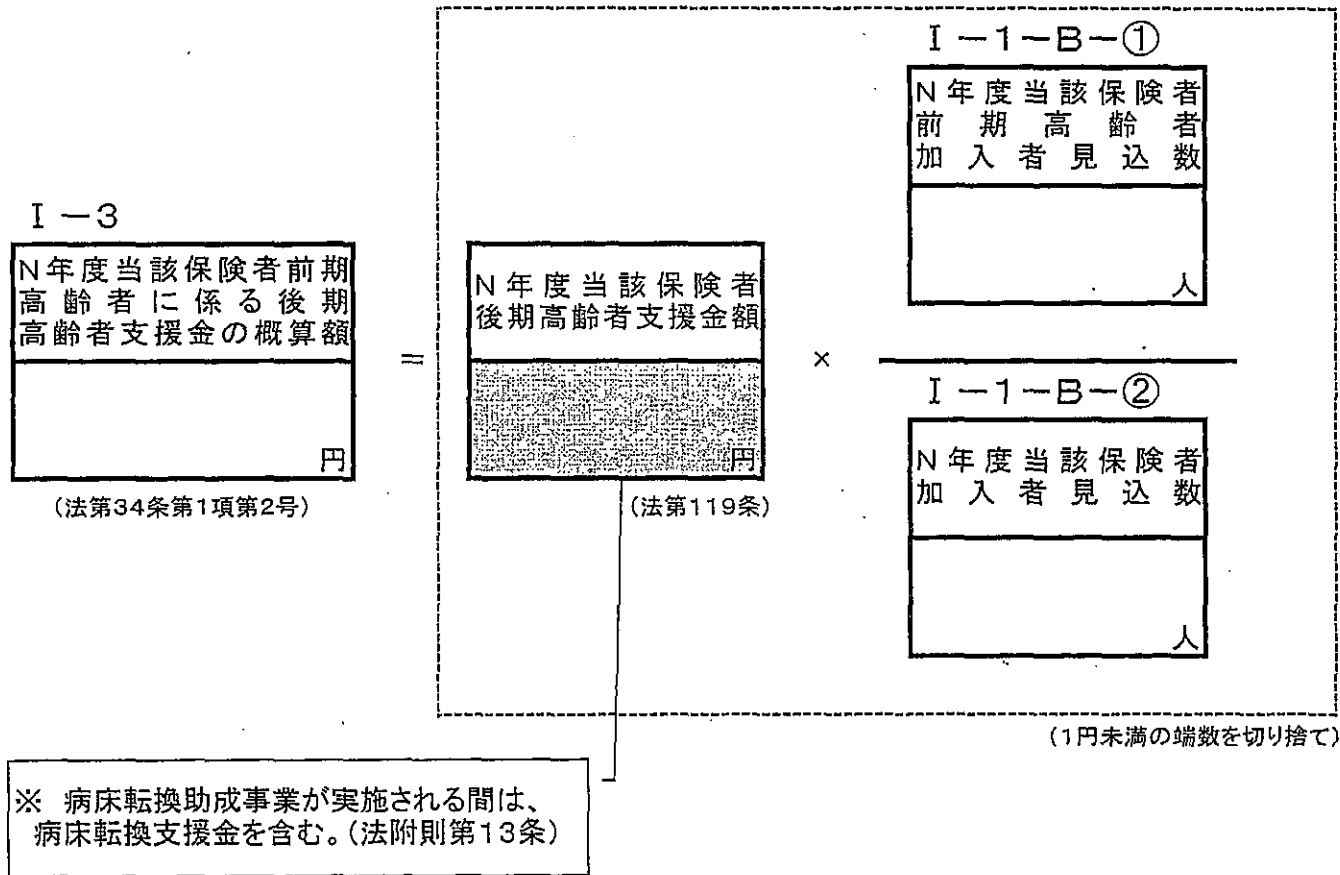 I－3
N年度当該保険者前期
高齢者に係る後期
高齢者支援金の概算額
円
(法第34条第1項第2号)
＝
N年度当該保険者
後期高齢者支援金額
円
(法第119条)
×
I－1－B－①
N年度当該保険者
前期高齢者
加入者見込数
人
I－1－B－②
N年度当該保険者
加入者見込数
人
(1円未満の端数を切り捨て)
※ 病床転換助成事業が実施される間は、
病床転換支援金を含む。(法附則第13条)